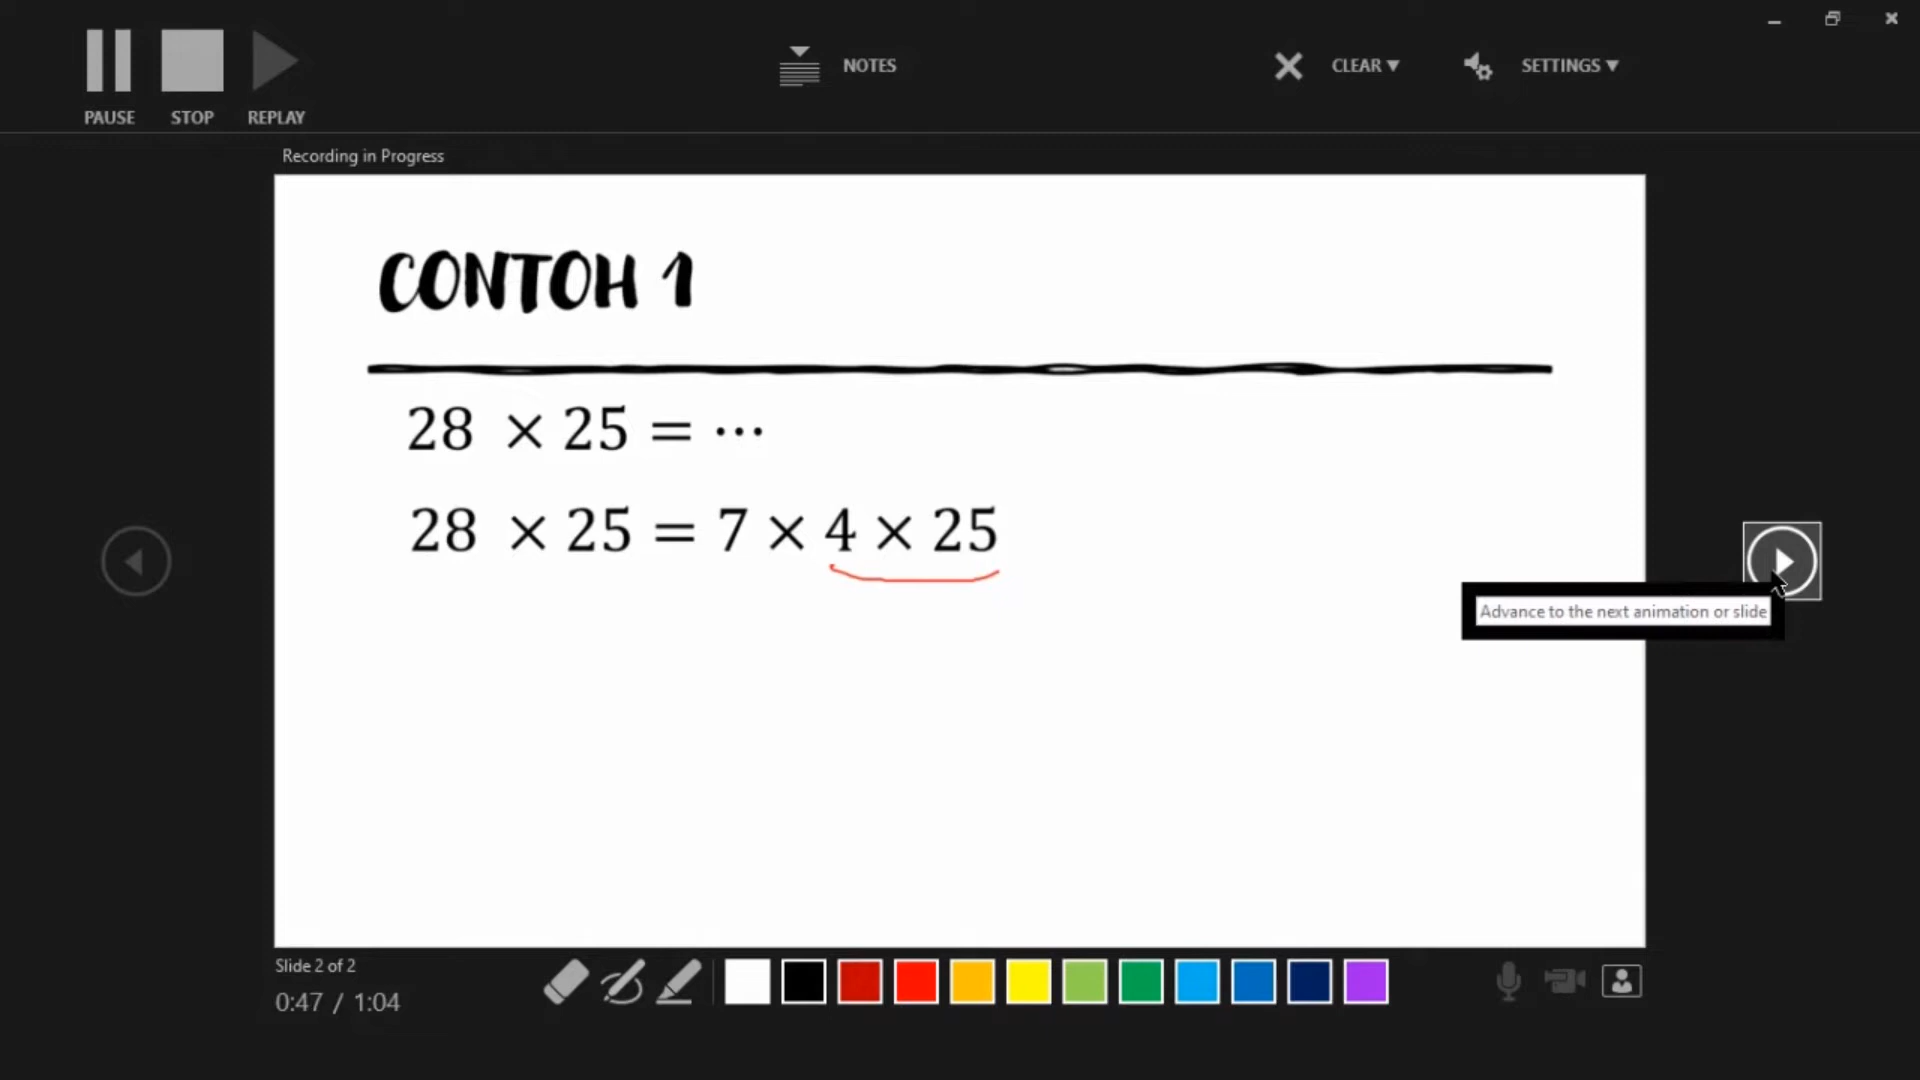 PAUSE STOP REPLAY
NOTES
CLEAR
SETTINGS
Recording in Progress
CONTOH 1
28 × 25 = ⋯
28 × 25 = 7 × 4 × 25
Advance to the next animation or slide
Slide 2 of 2
0:47 / 1:04